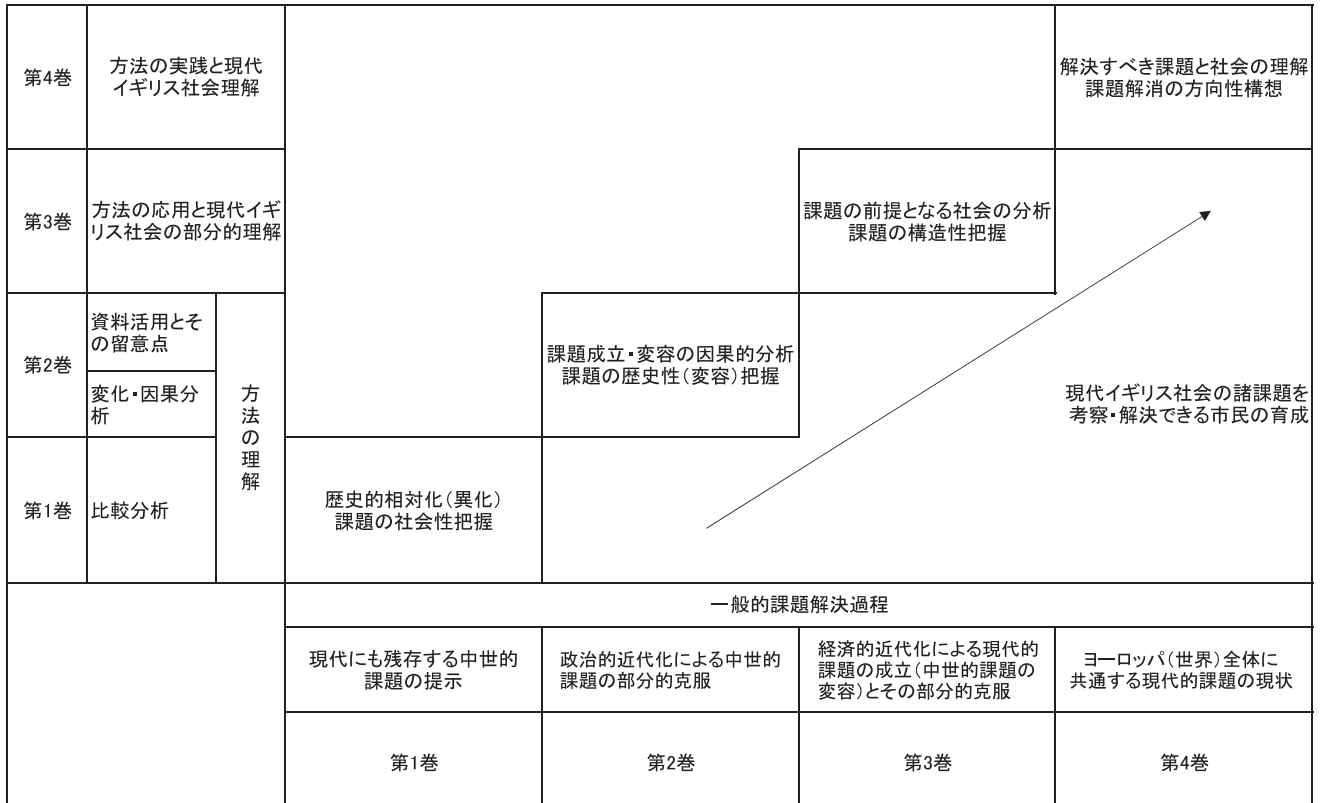 第4巻
方法の実践と現代
イギリス社会理解
解決すべき課題と社会の理解
課題解消の方向性構想
第3巻
方法の応用と現代イギ
リス社会の部分的理解
課題の前提となる社会の分析
課題の構造性把握
第2巻
資料活用とそ
の留意点
変化・因果分
析
方法の理解
課題成立・変容の因果的分析
課題の歴史性(変容)把握
現代イギリス社会の諸課題を
考察・解決できる市民の育成
第1巻
比較分析
歴史的相対化(異化)
課題の社会性把握
一般的課題解決過程
現代にも残存する中世的
課題の提示
政治的近代化による中世的
課題の部分的克服
経済的近代化による現代的
課題の成立(中世的課題の
変容)とその部分的克服
ヨーロッパ(世界)全体に
共通する現代的課題の現状
第1巻
第2巻
第3巻
第4巻